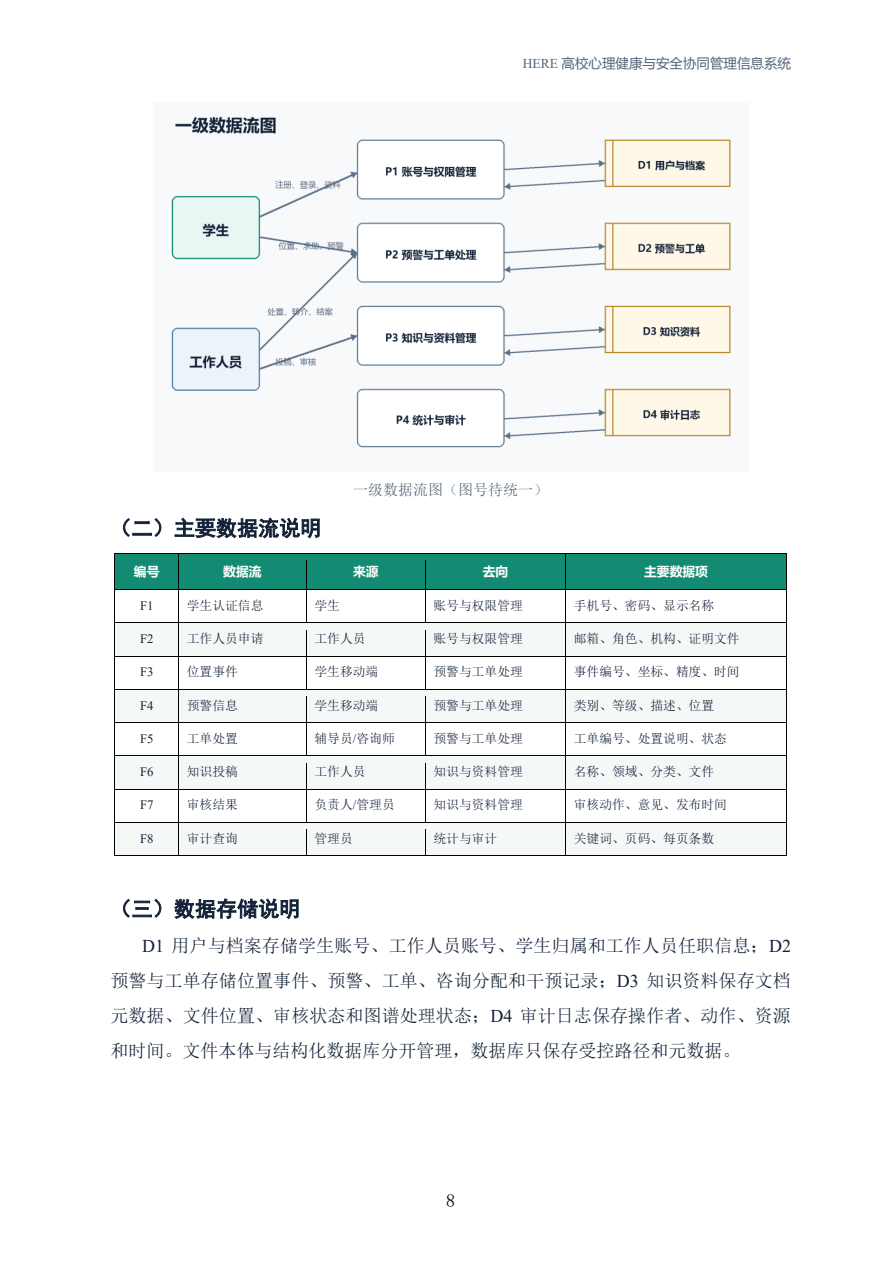 HERE 高校心理健康与安全协同管理信息系统
一级数据流图
P1 账号与权限管理
D1 用户与档案
注册、登录、资料
学生
位置、求助、预警
P2 预警与工单处理
D2 预警与工单
处置、转介、结案
P3 知识与资料管理
D3 知识资料
工作人员
投稿、审核
P4 统计与审计
D4 审计日志
一级数据流图（图号待统一）
（二）主要数据流说明
编号 数据流 来源 去向 主要数据项
F1 学生认证信息 学生 账号与权限管理 手机号、密码、显示名称
F2 工作人员申请 工作人员 账号与权限管理 邮箱、角色、机构、证明文件
F3 位置事件 学生移动端 预警与工单处理 事件编号、坐标、精度、时间
F4 预警信息 学生移动端 预警与工单处理 类别、等级、描述、位置
F5 工单处置 辅导员/咨询师 预警与工单处理 工单编号、处置说明、状态
F6 知识投稿 工作人员 知识与资料管理 名称、领域、分类、文件
F7 审核结果 负责人/管理员 知识与资料管理 审核动作、意见、发布时间
F8 审计查询 管理员 统计与审计 关键词、页码、每页条数
（三）数据存储说明
D1 用户与档案存储学生账号、工作人员账号、学生归属和工作人员任职信息；D2
预警与工单存储位置事件、预警、工单、咨询分配和干预记录；D3 知识资料保存文档
元数据、文件位置、审核状态和图谱处理状态；D4 审计日志保存操作者、动作、资源
和时间。文件本体与结构化数据库分开管理，数据库只保存受控路径和元数据。
8